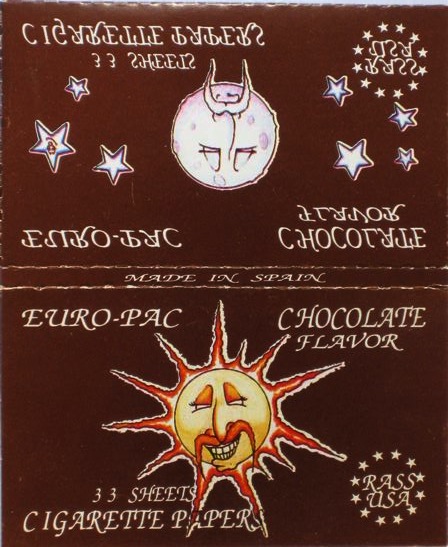 CIGARETTE PAPERS
33 SHEETS
USA
RASS
FLAVOR
EURO-PAC
CHOCOLATE
MADE IN SPAIN
EURO-PAC
CHOCOLATE
FLAVOR
33 SHEETS
CIGARETTE PAPERS
RASS
USA